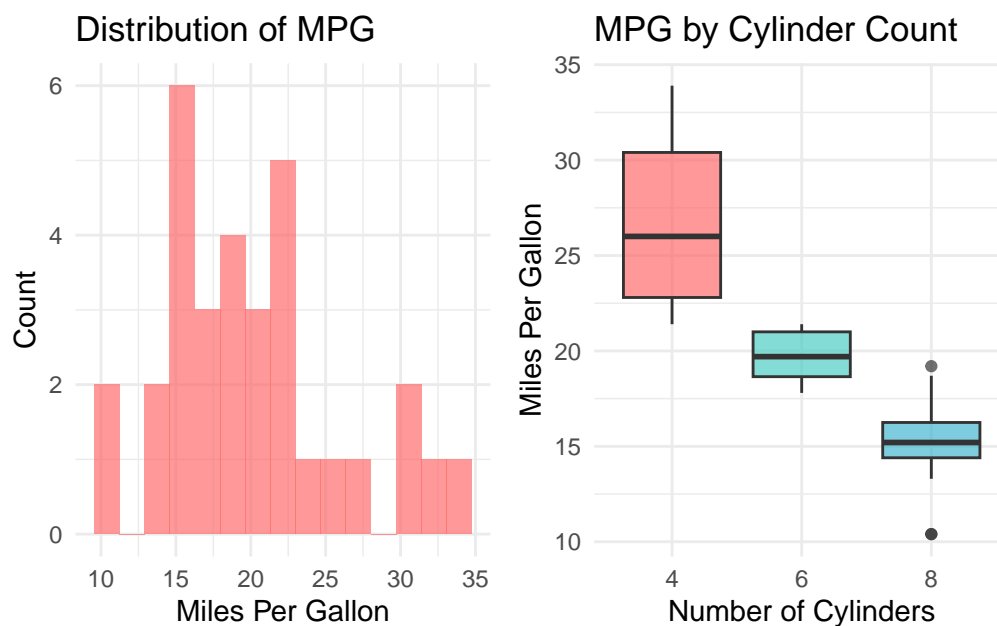 Distribution of MPG
6
4
2
0
Count
10 15 20 25 30 35
Miles Per Gallon
MPG by Cylinder Count
35
30
25
20
15
10
Miles Per Gallon
4 6 8
Number of Cylinders